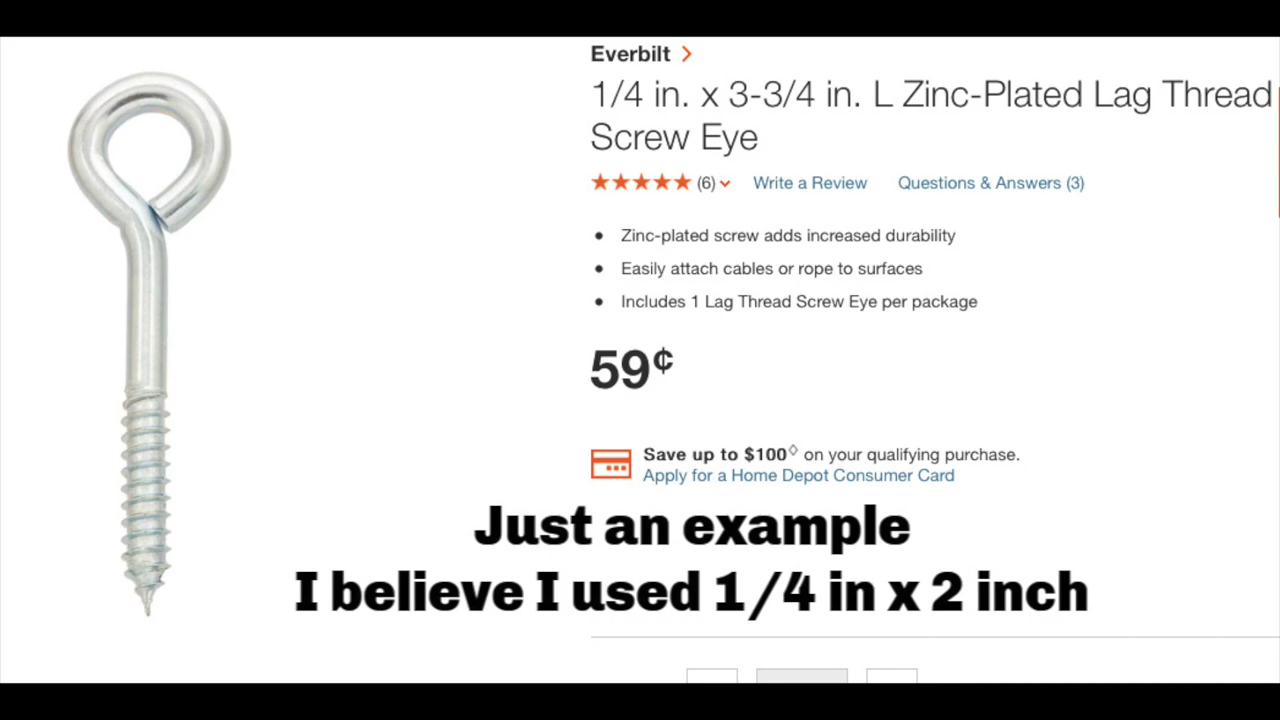 Everbilt
1/4 in. x 3-3/4 in. L Zinc-Plated Lag Thread
Screw Eye
(6) Write a Review Questions & Answers (3)
• Zinc-plated screw adds increased durability
• Easily attach cables or rope to surfaces
• Includes 1 Lag Thread Screw Eye per package
59¢
Save up to $100◊ on your qualifying purchase.
Apply for a Home Depot Consumer Card
Just an example
I believe I used 1/4 in x 2 inch